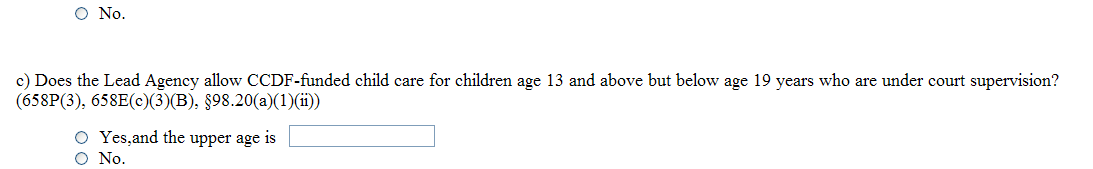 No.
c) Does the Lead Agency allow CCDF-funded child care for children age 13 and above but below age 19 years who are under court supervision?
(658P(3), 658E(c)(3)(B), §98.20(a)(1)(ii))
Yes,and the upper age is
No.